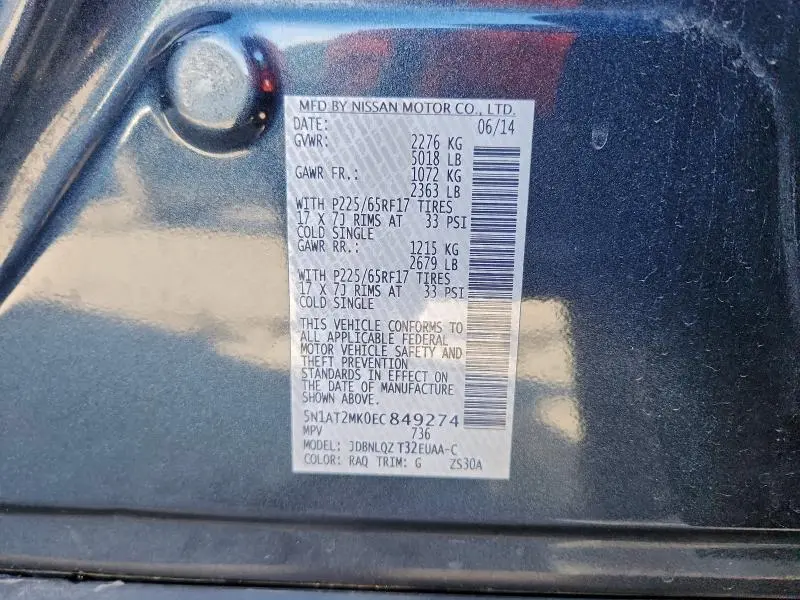 MFD BY NISSAN MOTOR CO., LTD.
DATE: 06/14
GVWR: 2276 KG
5018 LB
GAWR FR.: 1072 KG
2363 LB
WITH P225/65RF17 TIRES
17 X 7J RIMS AT 33 PSI
COLD SINGLE
GAWR RR.: 1215 KG
2679 LB
WITH P225/65RF17 TIRES
17 X 7J RIMS AT 33 PSI
COLD SINGLE
THIS VEHICLE CONFORMS TO
ALL APPLICABLE FEDERAL
MOTOR VEHICLE SAFETY AND
THEFT PREVENTION
STANDARDS IN EFFECT ON
THE DATE OF MANUFACTURE
SHOWN ABOVE.
5N1AT2MK0EC849274
MPV 736
MODEL: JDBNLQZ T32EUAA-C
COLOR: RAQ TRIM: G ZS30A